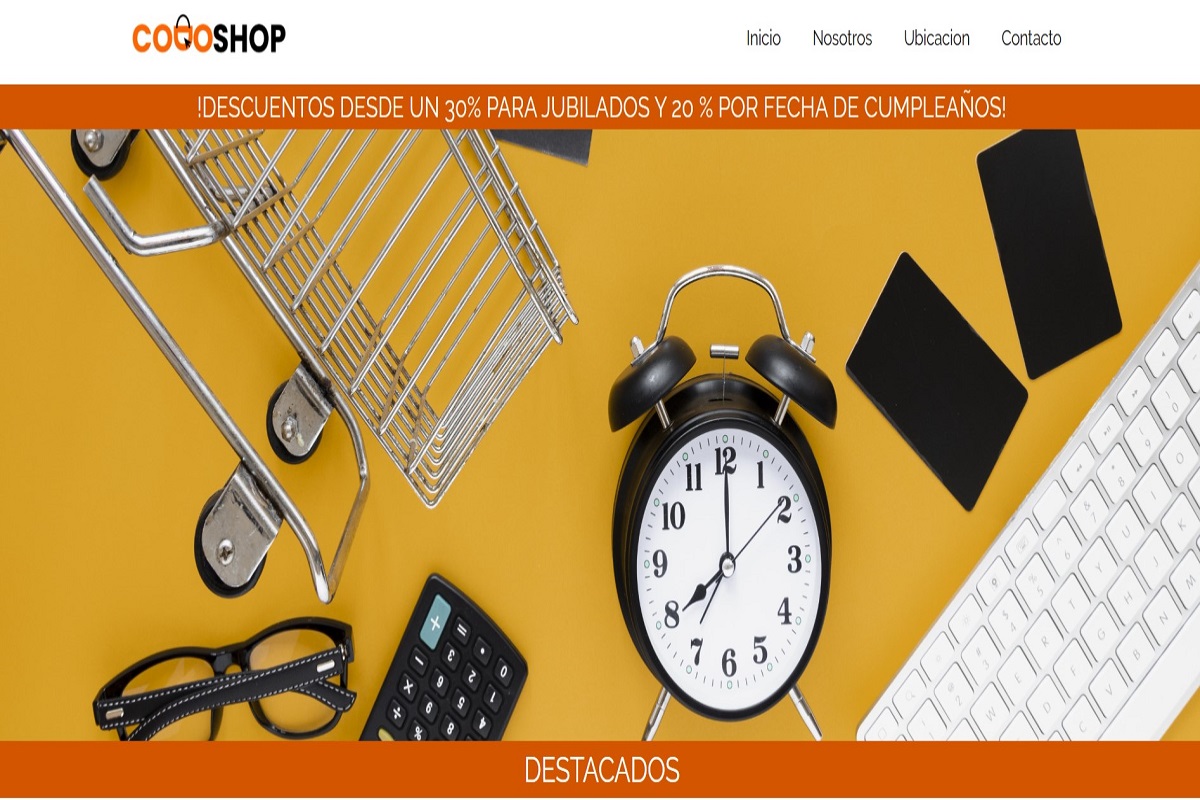 COCOSHOP
Inicio Nosotros Ubicacion Contacto
!DESCUENTOS DESDE UN 30% PARA JUBILADOS Y 20 % POR FECHA DE CUMPLEAÑOS!
12
11 1
10 2
9 3
8 4
7 5
6
DESTACADOS